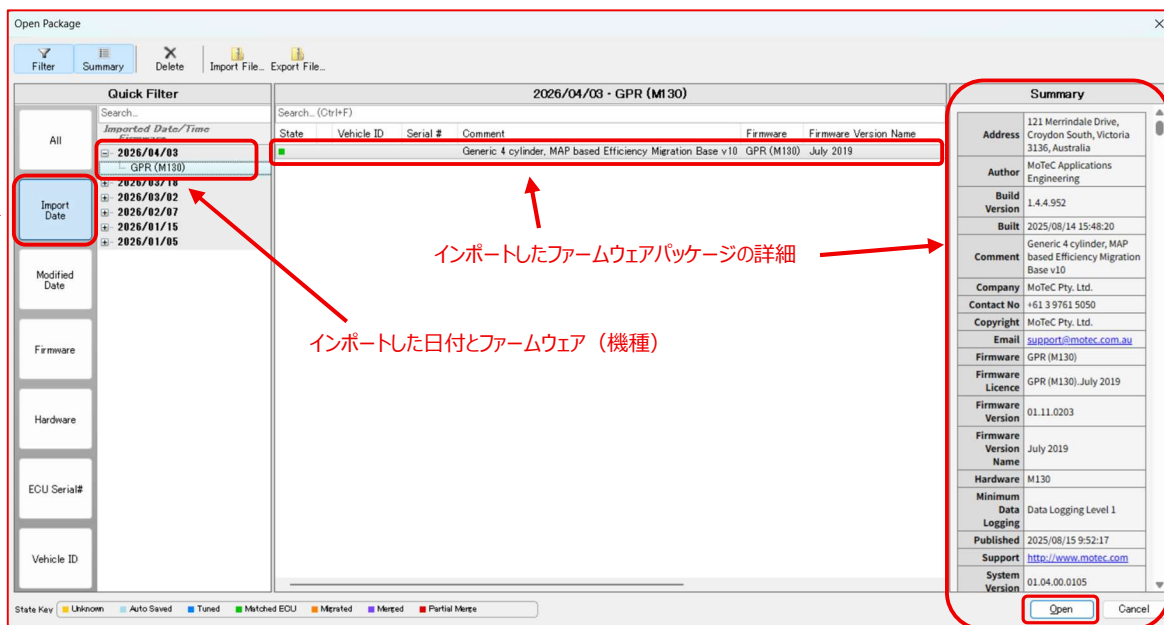 Open Package
Filter
Summary
Delete
Import File...
Export File...
Quick Filter
2026/04/03 - GPR (M130)
Summary
All
Import
Date
Modified
Date
Firmware
Hardware
ECU Serial#
Vehicle ID
Search...
Imported Date/Time
Firmware
2026/04/03
GPR (M130)
2026/03/18
2026/03/02
2026/02/07
2026/01/15
2026/01/05
Search... (Ctrl+F)
State Vehicle ID Serial # Comment Firmware Firmware Version Name
Generic 4 cylinder, MAP based Efficiency Migration Base v10 GPR (M130) July 2019
インポートしたファームウェアパッケージの詳細
インポートした日付とファームウェア（機種）
Address 121 Merrindale Drive,
Croydon South, Victoria
3136, Australia
Author MoTeC Applications
Engineering
Build
Version 1.4.4.952
Built 2025/08/14 15:48:20
Comment Generic 4 cylinder, MAP
based Efficiency Migration
Base v10
Company MoTeC Pty. Ltd.
Contact No +61 3 9761 5050
Copyright MoTeC Pty. Ltd.
Email support@motec.com.au
Firmware GPR (M130)
Firmware
Licence GPR (M130).July 2019
Firmware
Version 01.11.0203
Firmware
Version
Name July 2019
Hardware M130
Minimum
Data
Logging Data Logging Level 1
Published 2025/08/15 9:52:17
Support http://www.motec.com
System
Version 01.04.00.0105
State Key Unknown Auto Saved Tuned Matched ECU Migrated Merged Partial Merge
Open
Cancel